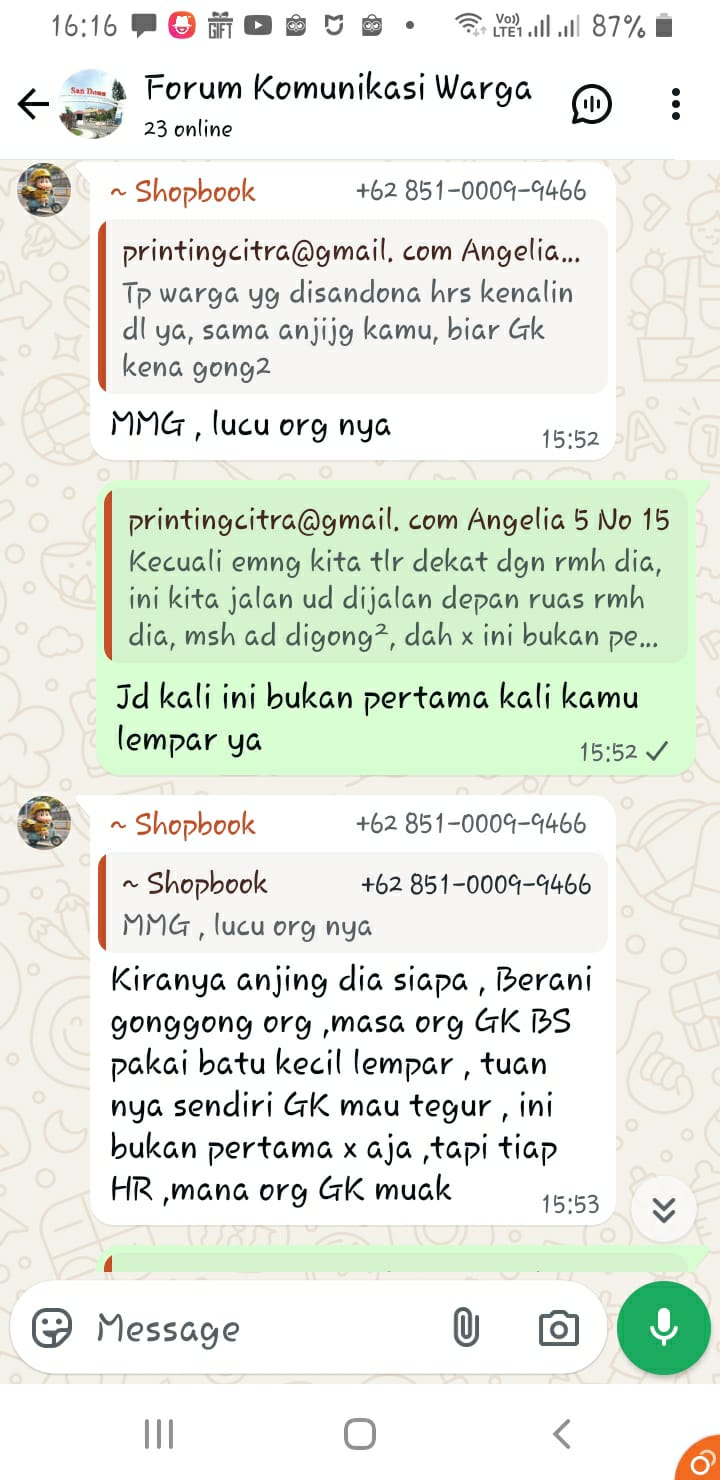 16:16
GIFT
Vo))
LTE1
87%
San Dona
Forum Komunikasi Warga
23 online
~ Shopbook +62 851-0009-9466
printingcitra@gmail. com Angelia...
Tp warga yg disandona hrs kenalin
dl ya, sama anjijg kamu, biar Gk
kena gong2
MMG , lucu org nya
15:52
printingcitra@gmail. com Angelia 5 No 15
Kecuali emng kita tlr dekat dgn rmh dia,
ini kita jalan ud dijalan depan ruas rmh
dia, msh ad digong², dah x ini bukan pe...
Jd kali ini bukan pertama kali kamu
lempar ya
15:52
~ Shopbook +62 851-0009-9466
~ Shopbook +62 851-0009-9466
MMG , lucu org nya
Kiranya anjing dia siapa , Berani
gonggong org ,masa org GK BS
pakai batu kecil lempar , tuan
nya sendiri GK mau tegur , ini
bukan pertama x aja ,tapi tiap
HR ,mana org GK muak
15:53
Message